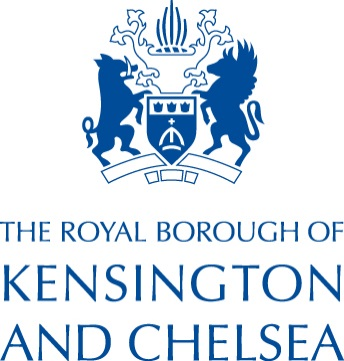 THE ROYAL BOROUGH OF
KENSINGTON
AND CHELSEA